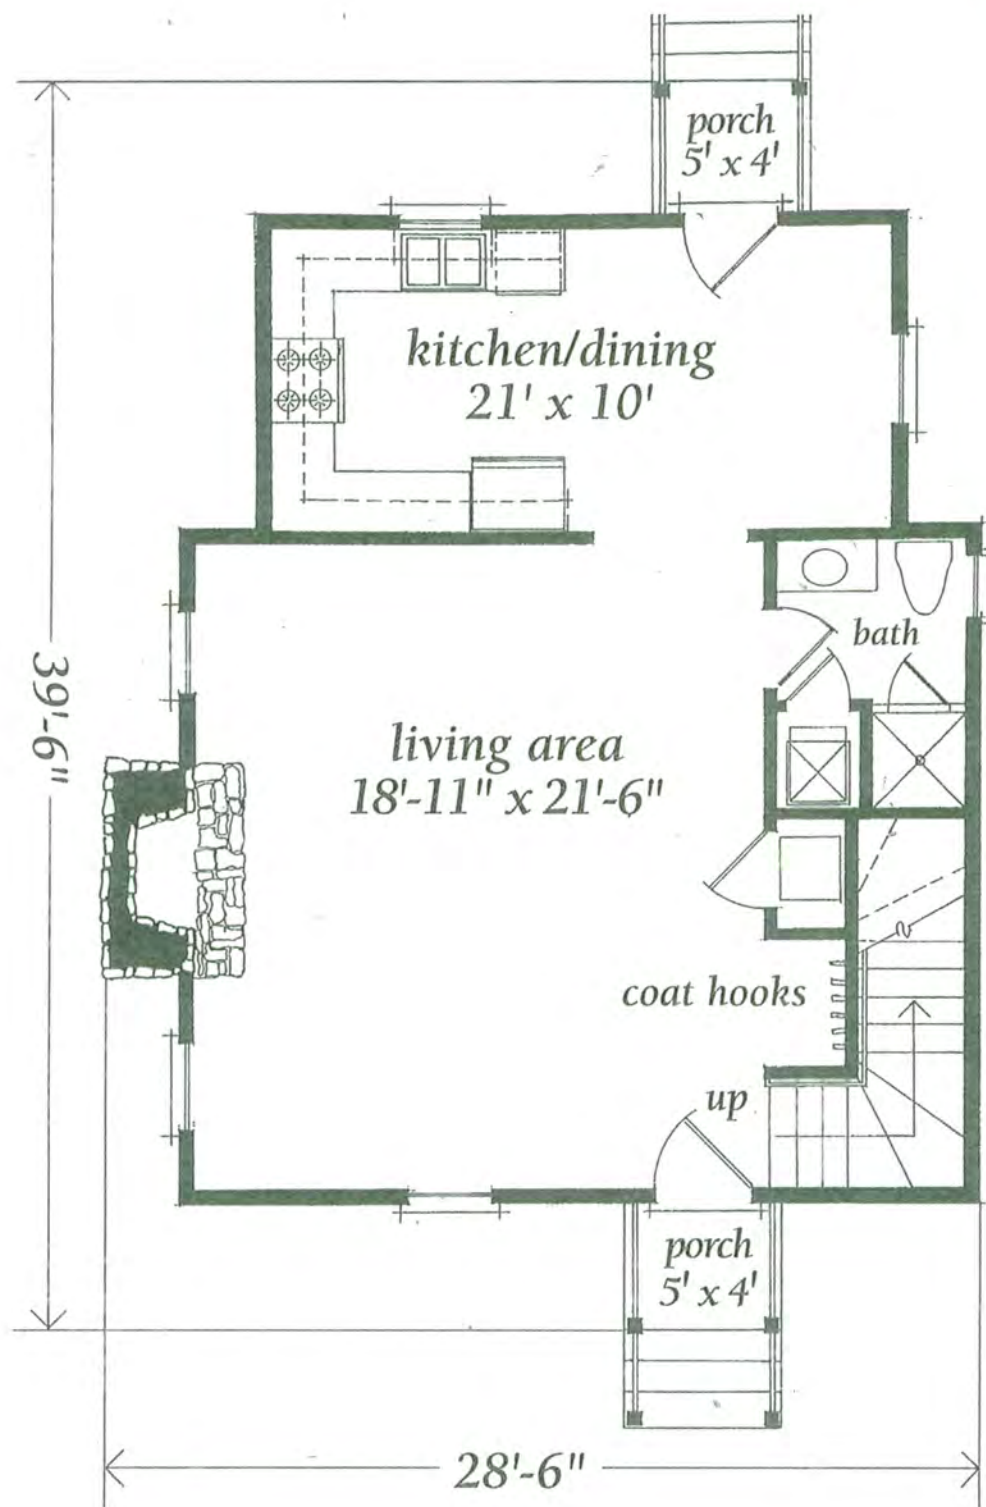 porch
5' x 4'
kitchen/dining
21' x 10'
39'-6"
bath
living area
18'-11" x 21'-6"
coat hooks
up
porch
5' x 4'
28'-6"